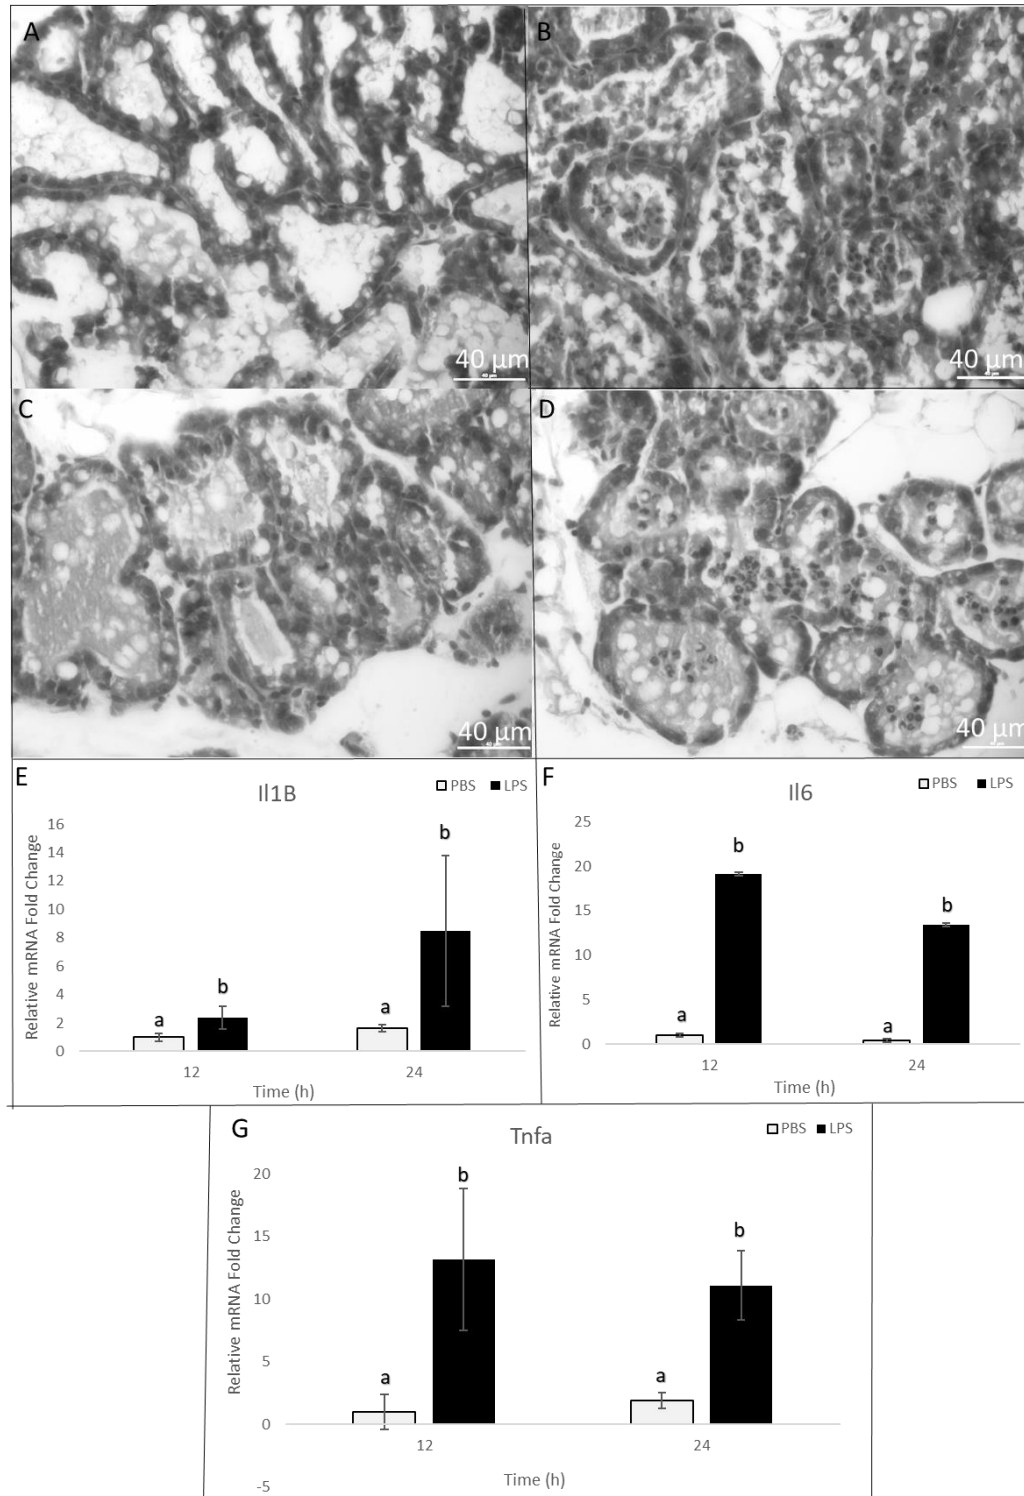 A
B
40 µm
40 µm
C
D
40 µm
40 µm
E
Il1B
PBS LPS
Relative mRNA Fold Change
16
14
12
10
8
6
4
2
0
a
b
a
b
12
24
Time (h)
F
Il6
PBS LPS
Relative mRNA Fold Change
25
20
15
10
5
0
a
b
a
b
12
24
Time (h)
G
Tnfa
PBS LPS
Relative mRNA Fold Change
20
15
10
5
0
-5
a
b
a
b
12
24
Time (h)